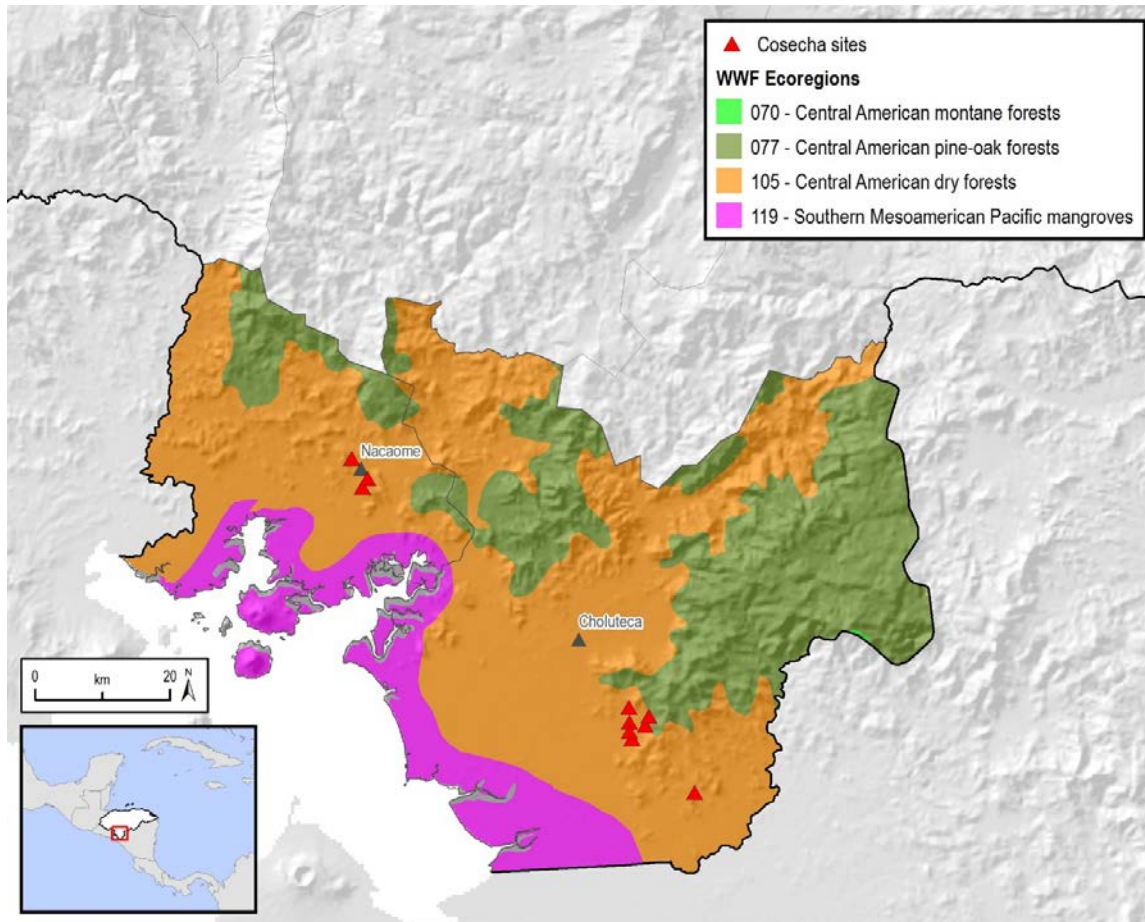 Cosecha sites
WWF Ecoregions
070 - Central American montane forests
077 - Central American pine-oak forests
105 - Central American dry forests
119 - Southern Mesoamerican Pacific mangroves
Nacaome
Choluteca
0 20
km
N